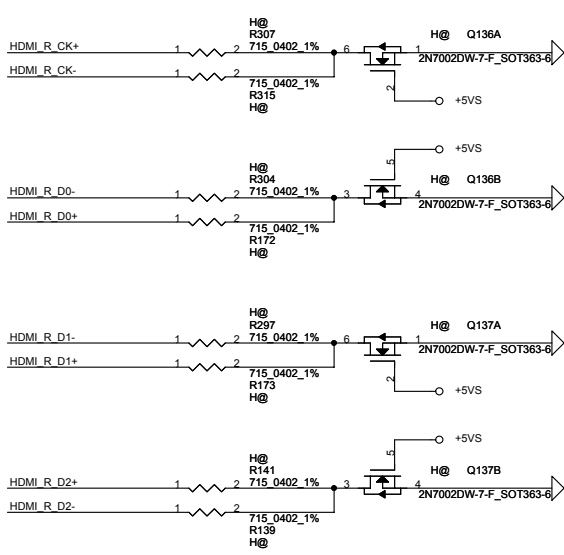 H@
R307
H@ Q136A
HDMI_R_CK+ 1 2 715_0402_1% 6 1
2N7002DW-7-F_SOT363-6
HDMI_R_CK- 1 2
715_0402_1%
R315
H@
2
+5VS
+5VS
5
H@
R304
H@ Q136B
HDMI_R_D0- 1 2 715_0402_1% 3 4
2N7002DW-7-F_SOT363-6
HDMI_R_D0+ 1 2
715_0402_1%
R172
H@
H@
R297
H@ Q137A
HDMI_R_D1- 1 2 715_0402_1% 6 1
2N7002DW-7-F_SOT363-6
HDMI_R_D1+ 1 2
715_0402_1%
R173
H@
2
+5VS
+5VS
5
H@
R141
H@ Q137B
HDMI_R_D2+ 1 2 715_0402_1% 3 4
2N7002DW-7-F_SOT363-6
HDMI_R_D2- 1 2
715_0402_1%
R139
H@